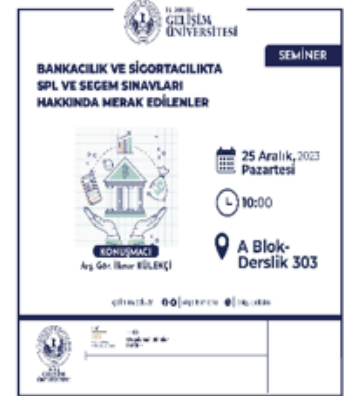 GELİŞİM
ÜNİVERSİTESİ
SEMİNER
BANKACILIK VE SİGORTACILIKTA
SPL VE SEGEM SINAVLARI
HAKKINDA MERAK EDİLENLER
25 Aralık, 2023
Pazartesi
10:00
A Blok-
Derslik 303
KONUŞMACI
Arş. Gör. İlknur KÜLEKÇİ